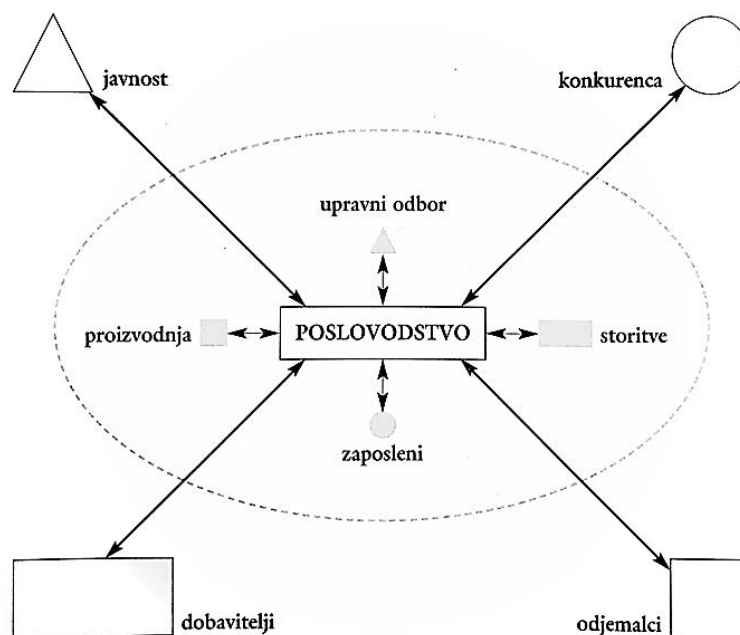 javnost
konkurenca
upravni odbor
proizvodnja
POSLOVODSTVO
storitve
zaposleni
dobavitelji
odjemalci